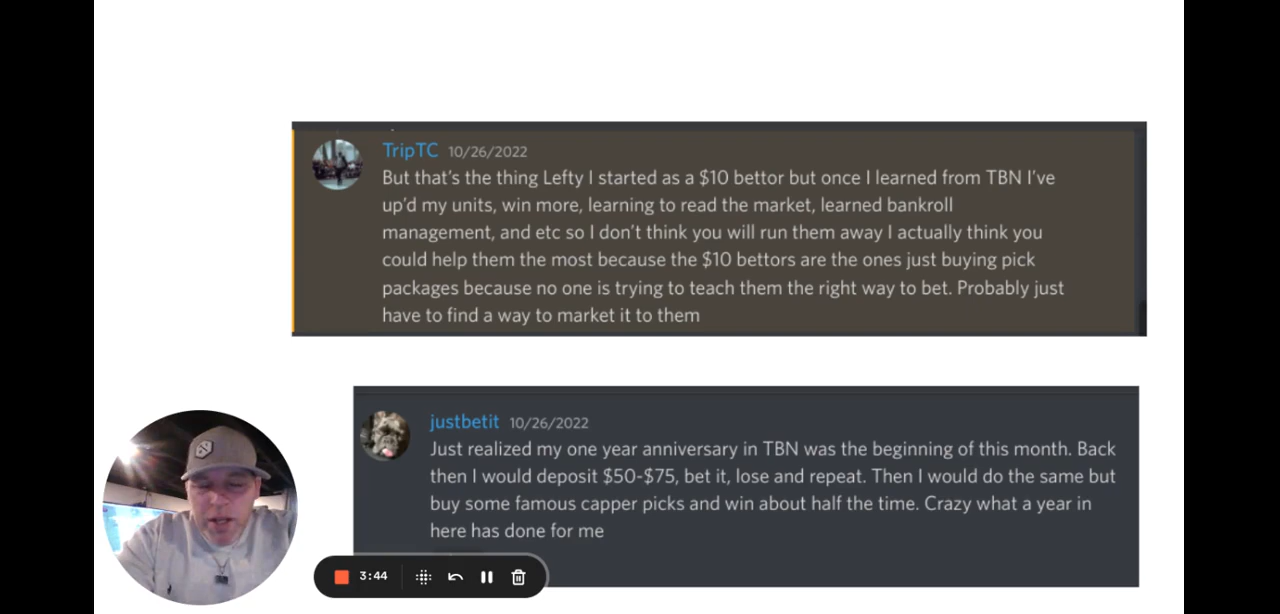 TripTC 10/26/2022
But that's the thing Lefty I started as a $10 bettor but once I learned from TBN I've
up'd my units, win more, learning to read the market, learned bankroll
management, and etc so I don't think you will run them away I actually think you
could help them the most because the $10 bettors are the ones just buying pick
packages because no one is trying to teach them the right way to bet. Probably just
have to find a way to market it to them
justbetit 10/26/2022
Just realized my one year anniversary in TBN was the beginning of this month. Back
then I would deposit $50-$75, bet it, lose and repeat. Then I would do the same but
buy some famous capper picks and win about half the time. Crazy what a year in
here has done for me
3:44